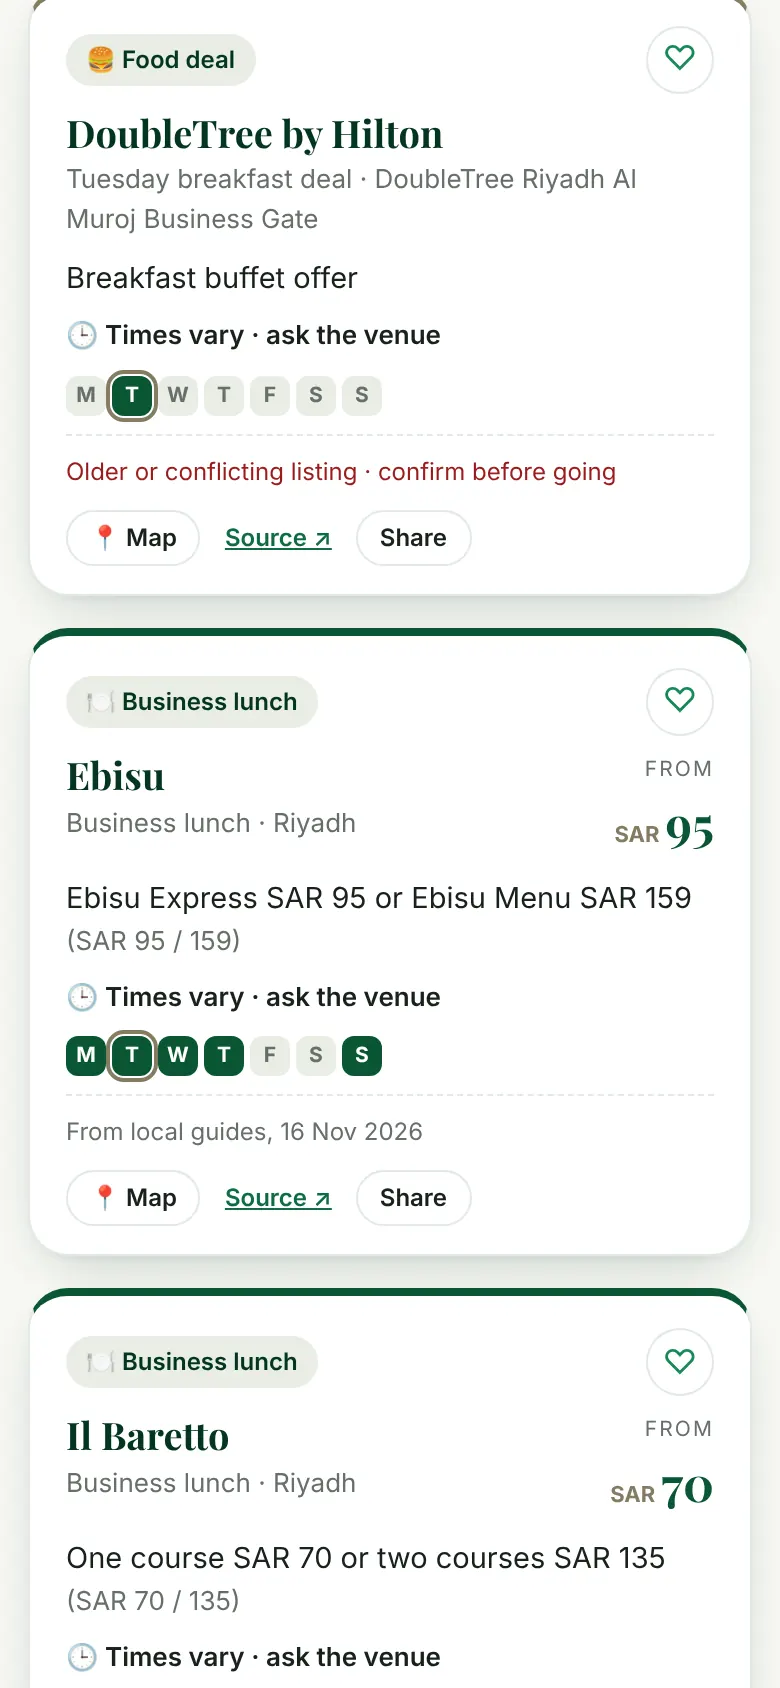 🍔 Food deal
DoubleTree by Hilton
Tuesday breakfast deal · DoubleTree Riyadh Al
Muroj Business Gate
Breakfast buffet offer
🕒 Times vary · ask the venue
M T W T F S S
Older or conflicting listing · confirm before going
📍 Map Source ↗ Share
🍽️ Business lunch
Ebisu
FROM
Business lunch · Riyadh
SAR 95
Ebisu Express SAR 95 or Ebisu Menu SAR 159
(SAR 95 / 159)
🕒 Times vary · ask the venue
M T W T F S S
From local guides, 16 Nov 2026
📍 Map Source ↗ Share
🍽️ Business lunch
Il Baretto
FROM
Business lunch · Riyadh
SAR 70
One course SAR 70 or two courses SAR 135
(SAR 70 / 135)
🕒 Times vary · ask the venue